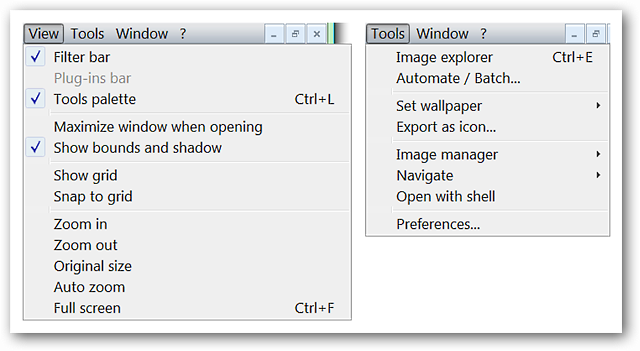 View Tools Window ?
Filter bar
Plug-ins bar
Tools palette Ctrl+L
Maximize window when opening
Show bounds and shadow
Show grid
Snap to grid
Zoom in
Zoom out
Original size
Auto zoom
Full screen Ctrl+F
Tools Window ?
Image explorer Ctrl+E
Automate / Batch...
Set wallpaper
Export as icon...
Image manager
Navigate
Open with shell
Preferences...